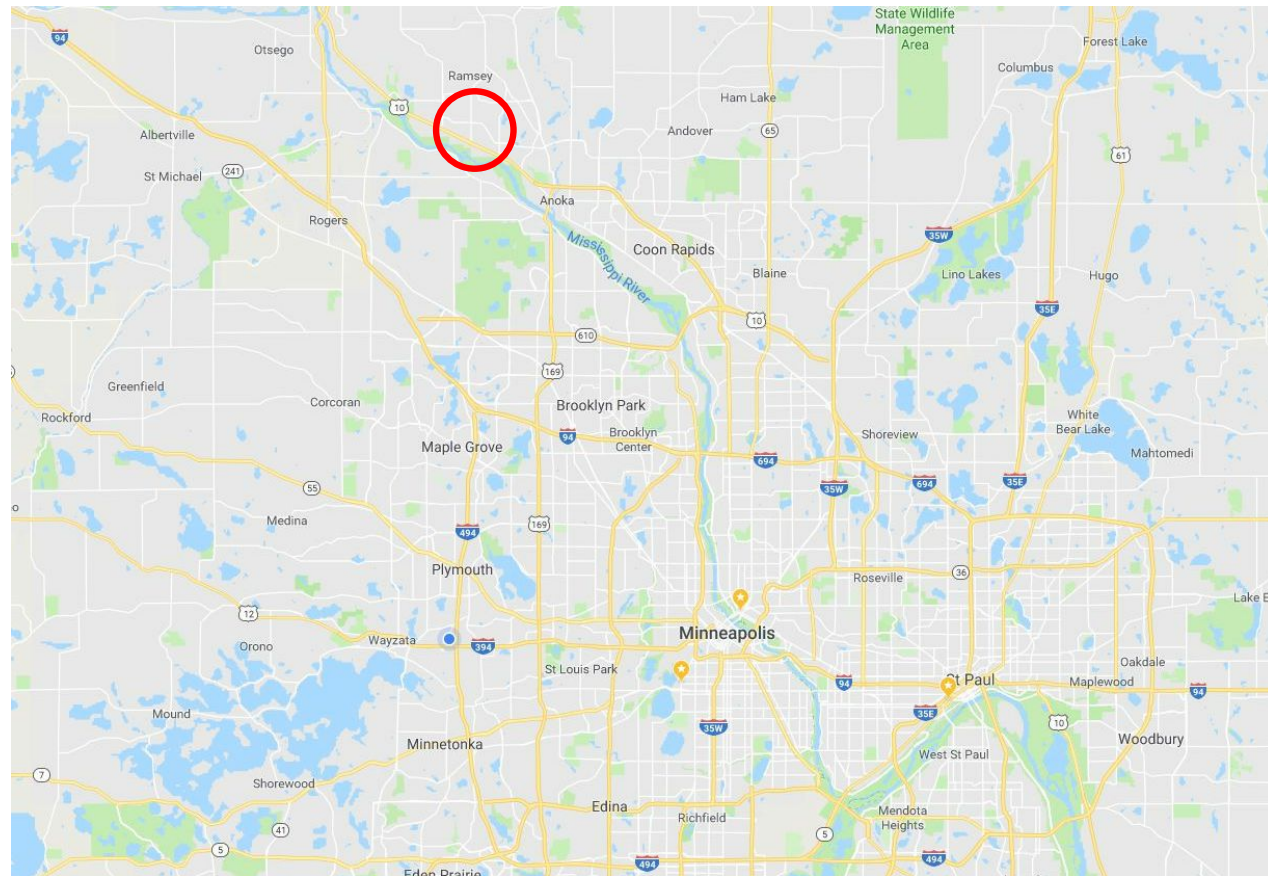 State Wildlife
Management
Area
94
Otsego
Forest Lake
Columbus
Ramsey
Ham Lake
10
Albertville
Andover
65
61
241
St Michael
Anoka
Rogers
35W
Mississippi River
Coon Rapids
Blaine
Lino Lakes
Hugo
35E
10
610
169
Greenfield
Corcoran
Brooklyn Park
Rockford
White
Bear Lake
94
Brooklyn
Center
Shoreview
Maple Grove
Mahtomedi
694
55
35W
694
35E
Medina
169
494
Plymouth
Roseville
36
Lake E
12
Minneapolis
Wayzata
394
Orono
St Louis Park
Oakdale
94
St Paul
Maplewood
94
Mound
35W
35E
10
Minnetonka
Woodbury
West St Paul
7
Shorewood
Edina
Richfield
Mendota
Heights
41
5
5
494
494
Eden Prairie